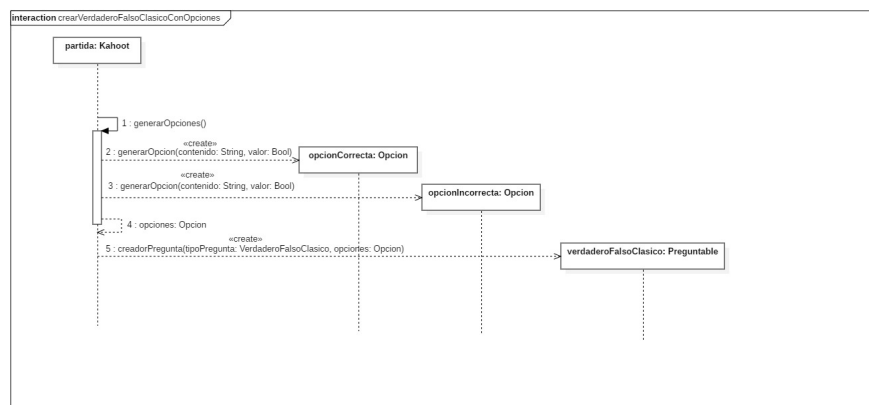 interaction crearVerdaderoFalsoClasicoConOpciones
partida: Kahoot
1 : generarOpciones()
«create»
2 : generarOpcion(contenido: String, valor: Bool)
opcionCorrecta: Opcion
«create»
3 : generarOpcion(contenido: String, valor: Bool)
opcionIncorrecta: Opcion
4 : opciones: Opcion
«create»
5 : creadorPregunta(tipoPregunta: VerdaderoFalsoClasico, opciones: Opcion)
verdaderoFalsoClasico: Preguntable